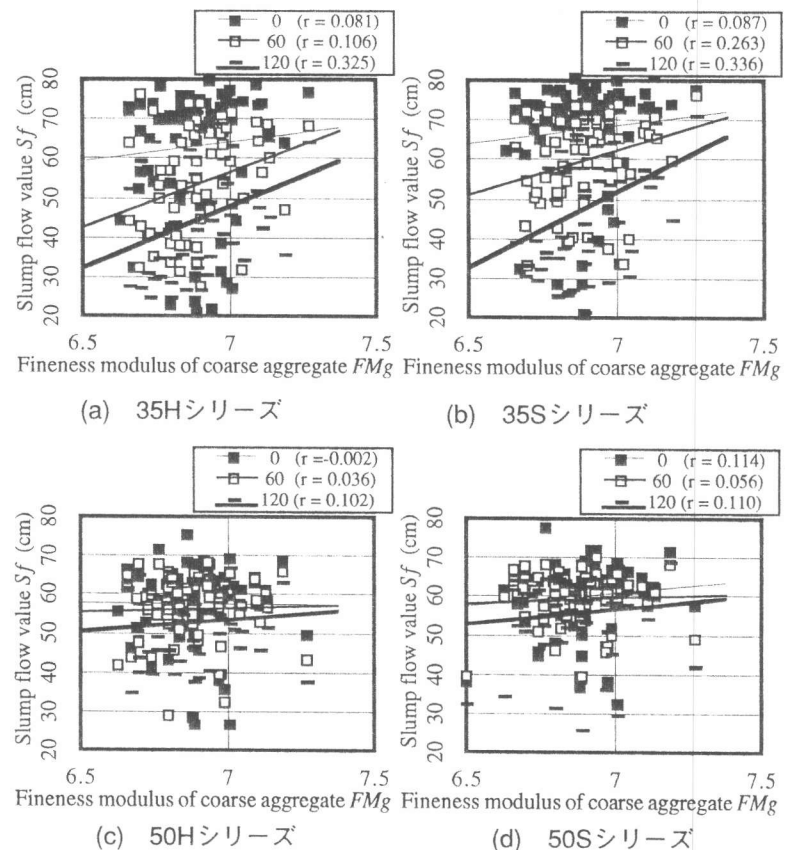 0 (r = 0.081)
60 (r = 0.106)
120 (r = 0.325)
Slump flow value Sf (cm)
80
70
60
50
40
30
20
6.5 7 7.5
Fineness modulus of coarse aggregate FMg
(a) 35Hシリーズ
0 (r = 0.087)
60 (r = 0.263)
120 (r = 0.336)
Slump flow value Sf (cm)
80
70
60
50
40
30
20
6.5 7 7.5
Fineness modulus of coarse aggregate FMg
(b) 35Sシリーズ
0 (r =-0.002)
60 (r = 0.036)
120 (r = 0.102)
Slump flow value Sf (cm)
80
70
60
50
40
30
20
6.5 7 7.5
Fineness modulus of coarse aggregate FMg
(c) 50Hシリーズ
0 (r = 0.114)
60 (r = 0.056)
120 (r = 0.110)
Slump flow value Sf (cm)
80
70
60
50
40
30
20
6.5 7 7.5
Fineness modulus of coarse aggregate FMg
(d) 50Sシリーズ